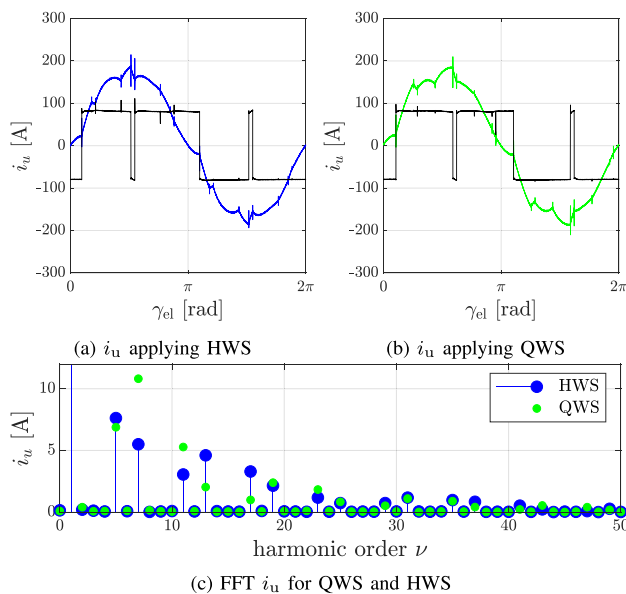 300
200
100
0
-100
-200
-300
i_u [A]
0
π
2π
γ_el [rad]
(a) i_u applying HWS
300
200
100
0
-100
-200
-300
i_u [A]
0
π
2π
γ_el [rad]
(b) i_u applying QWS
10
5
0
i_u [A]
HWS
QWS
0 10 20 30 40 50
harmonic order ν
(c) FFT i_u for QWS and HWS